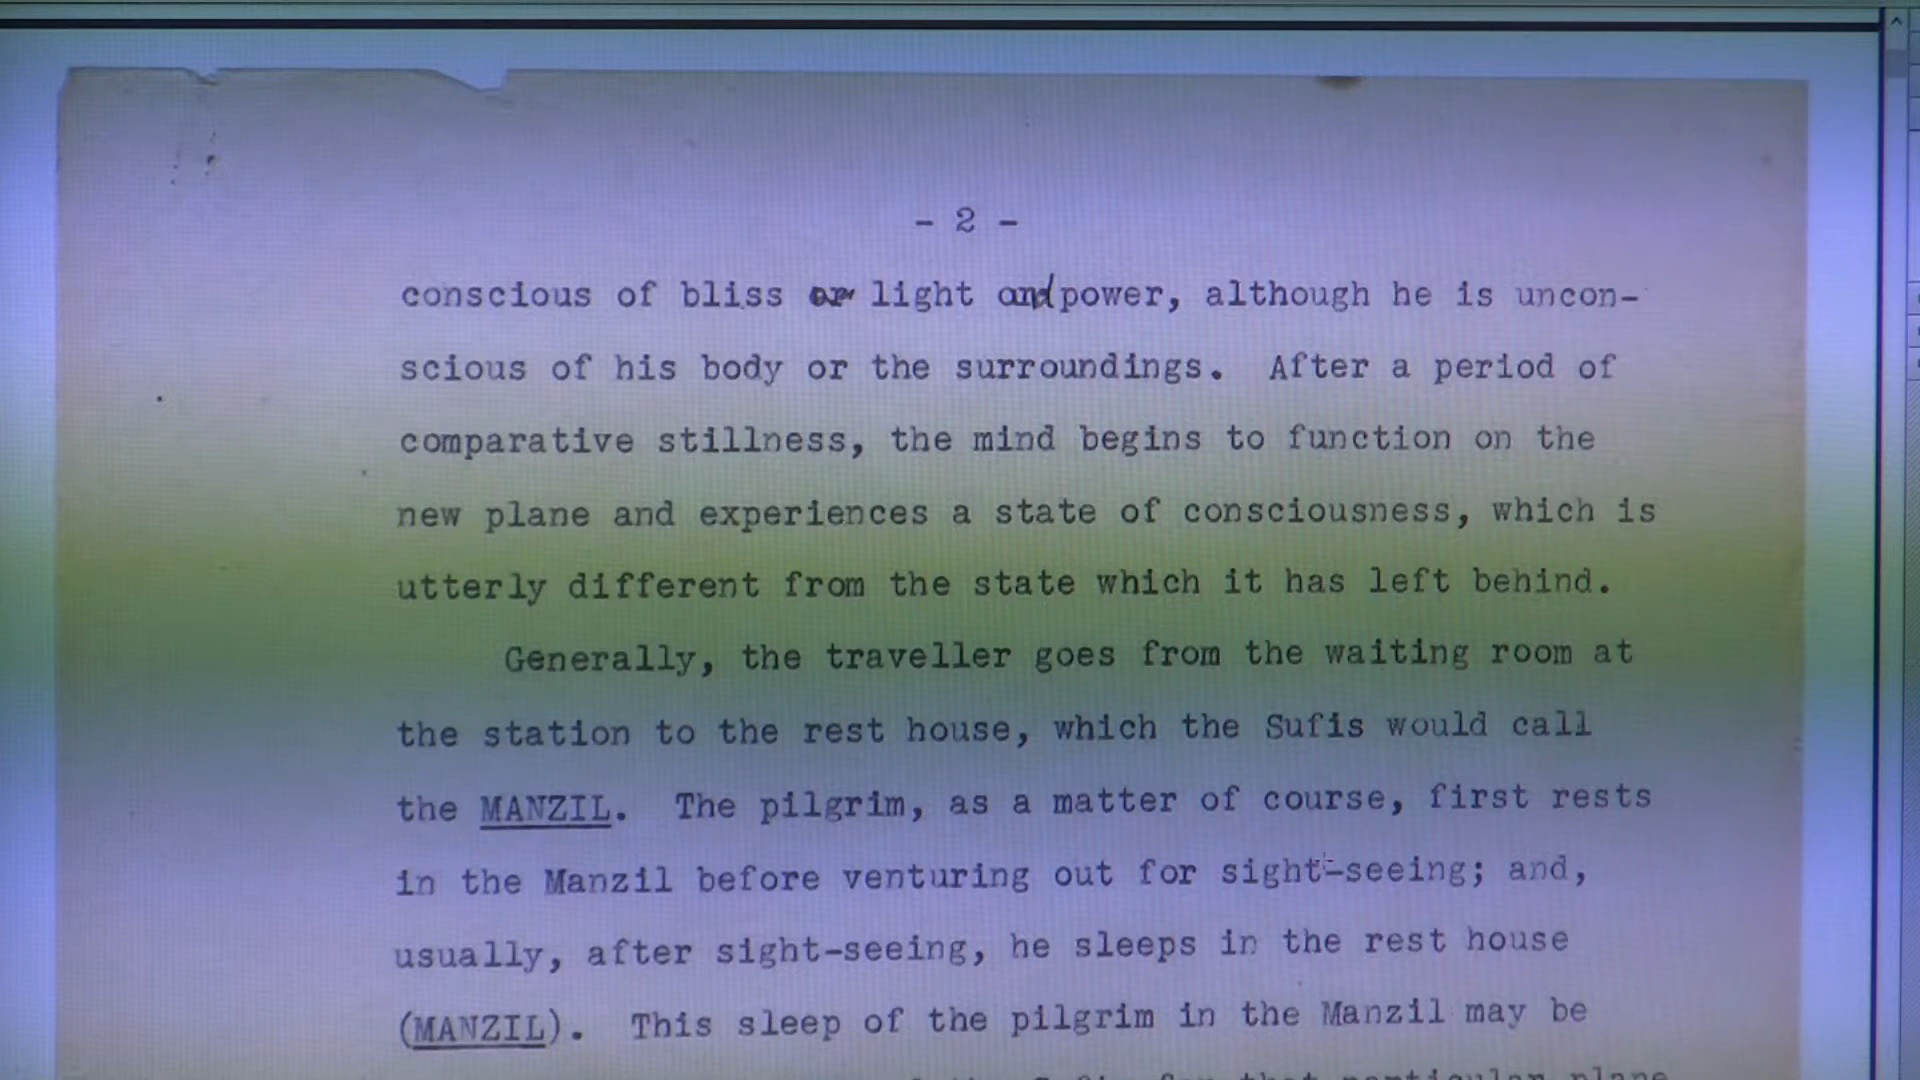 - 2 -
conscious of bliss or light and power, although he is uncon-
scious of his body or the surroundings. After a period of
comparative stillness, the mind begins to function on the
new plane and experiences a state of consciousness, which is
utterly different from the state which it has left behind.
Generally, the traveller goes from the waiting room at
the station to the rest house, which the Sufis would call
the MANZIL. The pilgrim, as a matter of course, first rests
in the Manzil before venturing out for sight-seeing; and,
usually, after sight-seeing, he sleeps in the rest house
(MANZIL). This sleep of the pilgrim in the Manzil may be
that particular plane